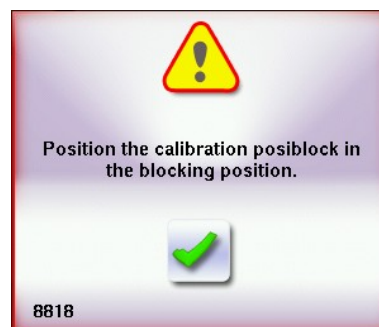 Position the calibration posiblock in
the blocking position.
8818